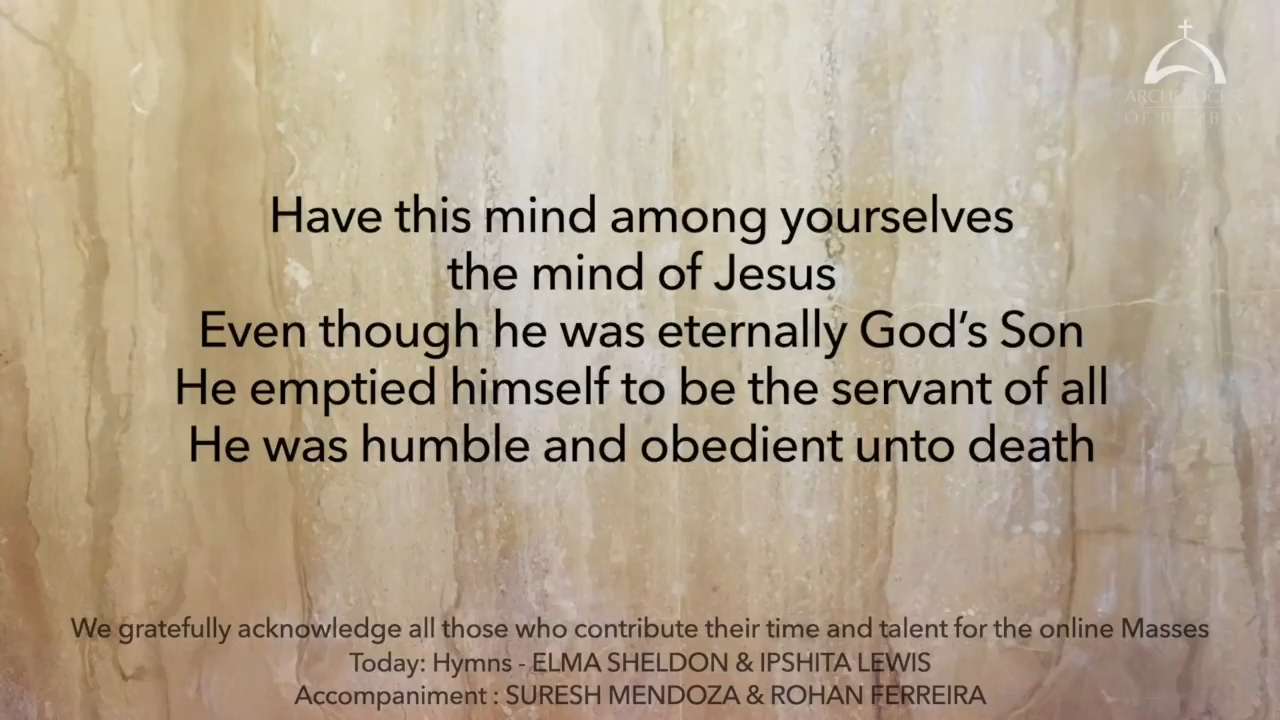 ARCHDIOCESE
OF BOMBAY
Have this mind among yourselves
the mind of Jesus
Even though he was eternally God’s Son
He emptied himself to be the servant of all
He was humble and obedient unto death
We gratefully acknowledge all those who contribute their time and talent for the online Masses
Today: Hymns - ELMA SHELDON & IPSHITA LEWIS
Accompaniment : SURESH MENDOZA & ROHAN FERREIRA